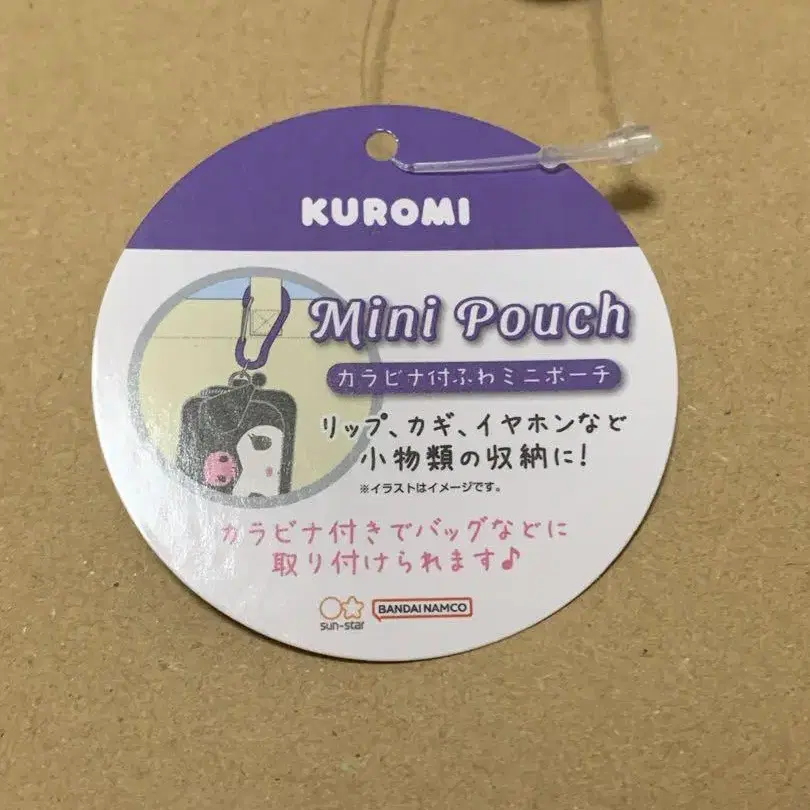 KUROMI
Mini Pouch
カラビナ付ふわミニポーチ
リップ、カギ、イヤホンなど
小物類の収納に!
※イラストはイメージです。
カラビナ付きでバッグなどに
取り付けられます♪
sun-star
BANDAI NAMCO